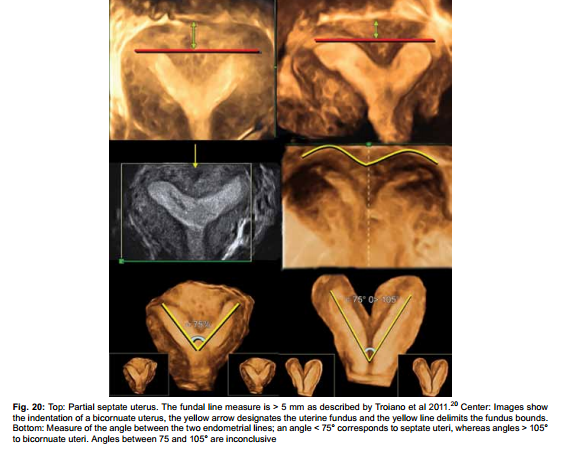 < 75°
75° 0> 105°
Fig. 20: Top: Partial septate uterus. The fundal line measure is > 5 mm as described by Troiano et al 2011.20 Center: Images show
the indentation of a bicornuate uterus, the yellow arrow designates the uterine fundus and the yellow line delimits the fundus bounds.
Bottom: Measure of the angle between the two endometrial lines; an angle < 75° corresponds to septate uteri, whereas angles > 105°
to bicornuate uteri. Angles between 75 and 105° are inconclusive